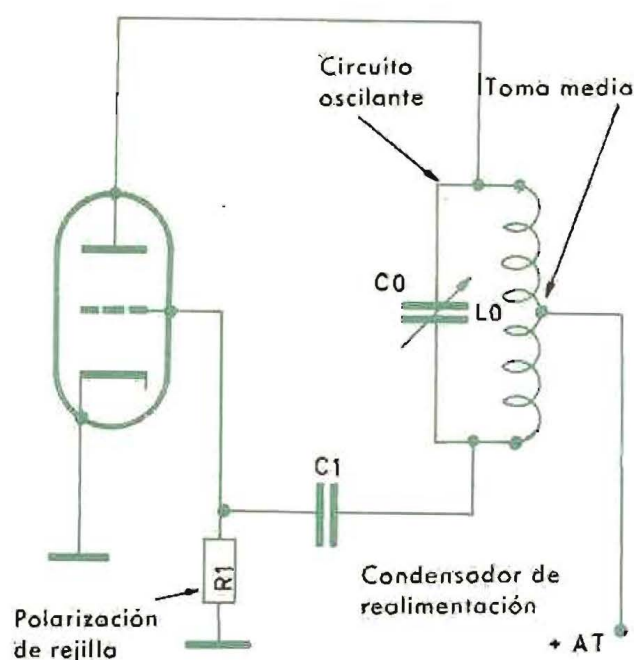 Circuito
oscilante
Toma media
C0
L0
C1
R1
Condensador de
realimentación
Polarización
de rejilla
+ AT